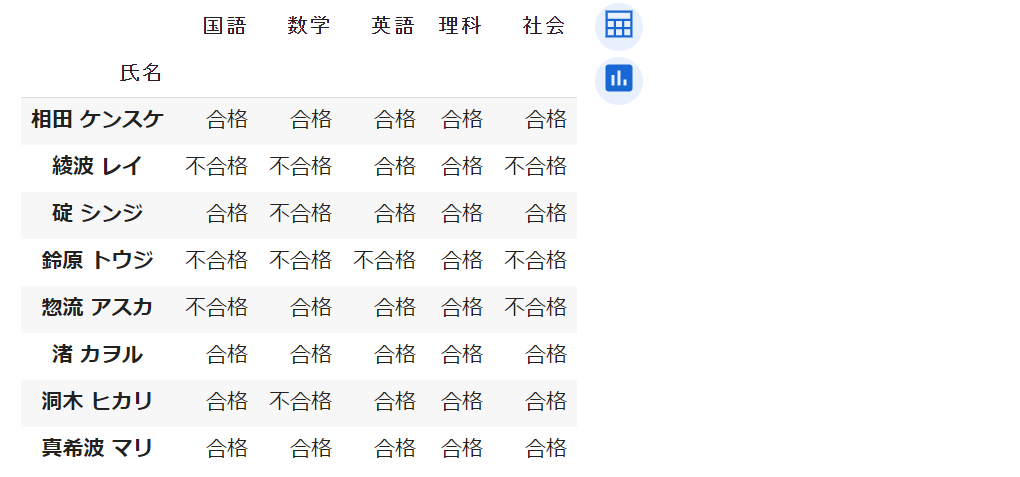 国語 数学 英語 理科 社会
氏名
相田 ケンスケ 合格 合格 合格 合格 合格
綾波 レイ 不合格 不合格 合格 合格 不合格
碇 シンジ 合格 不合格 合格 合格 合格
鈴原 トウジ 不合格 不合格 不合格 合格 不合格
惣流 アスカ 不合格 合格 合格 合格 不合格
渚 カヲル 合格 合格 合格 合格 合格
洞木 ヒカリ 合格 不合格 合格 合格 合格
真希波 マリ 合格 合格 合格 合格 合格